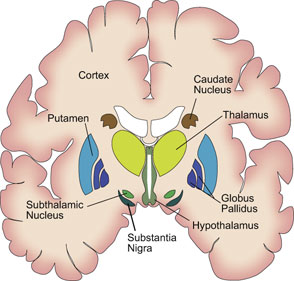 Cortex
Caudate
Nucleus
Putamen
Thalamus
Subthalamic
Nucleus
Globus
Pallidus
Hypothalamus
Substantia
Nigra